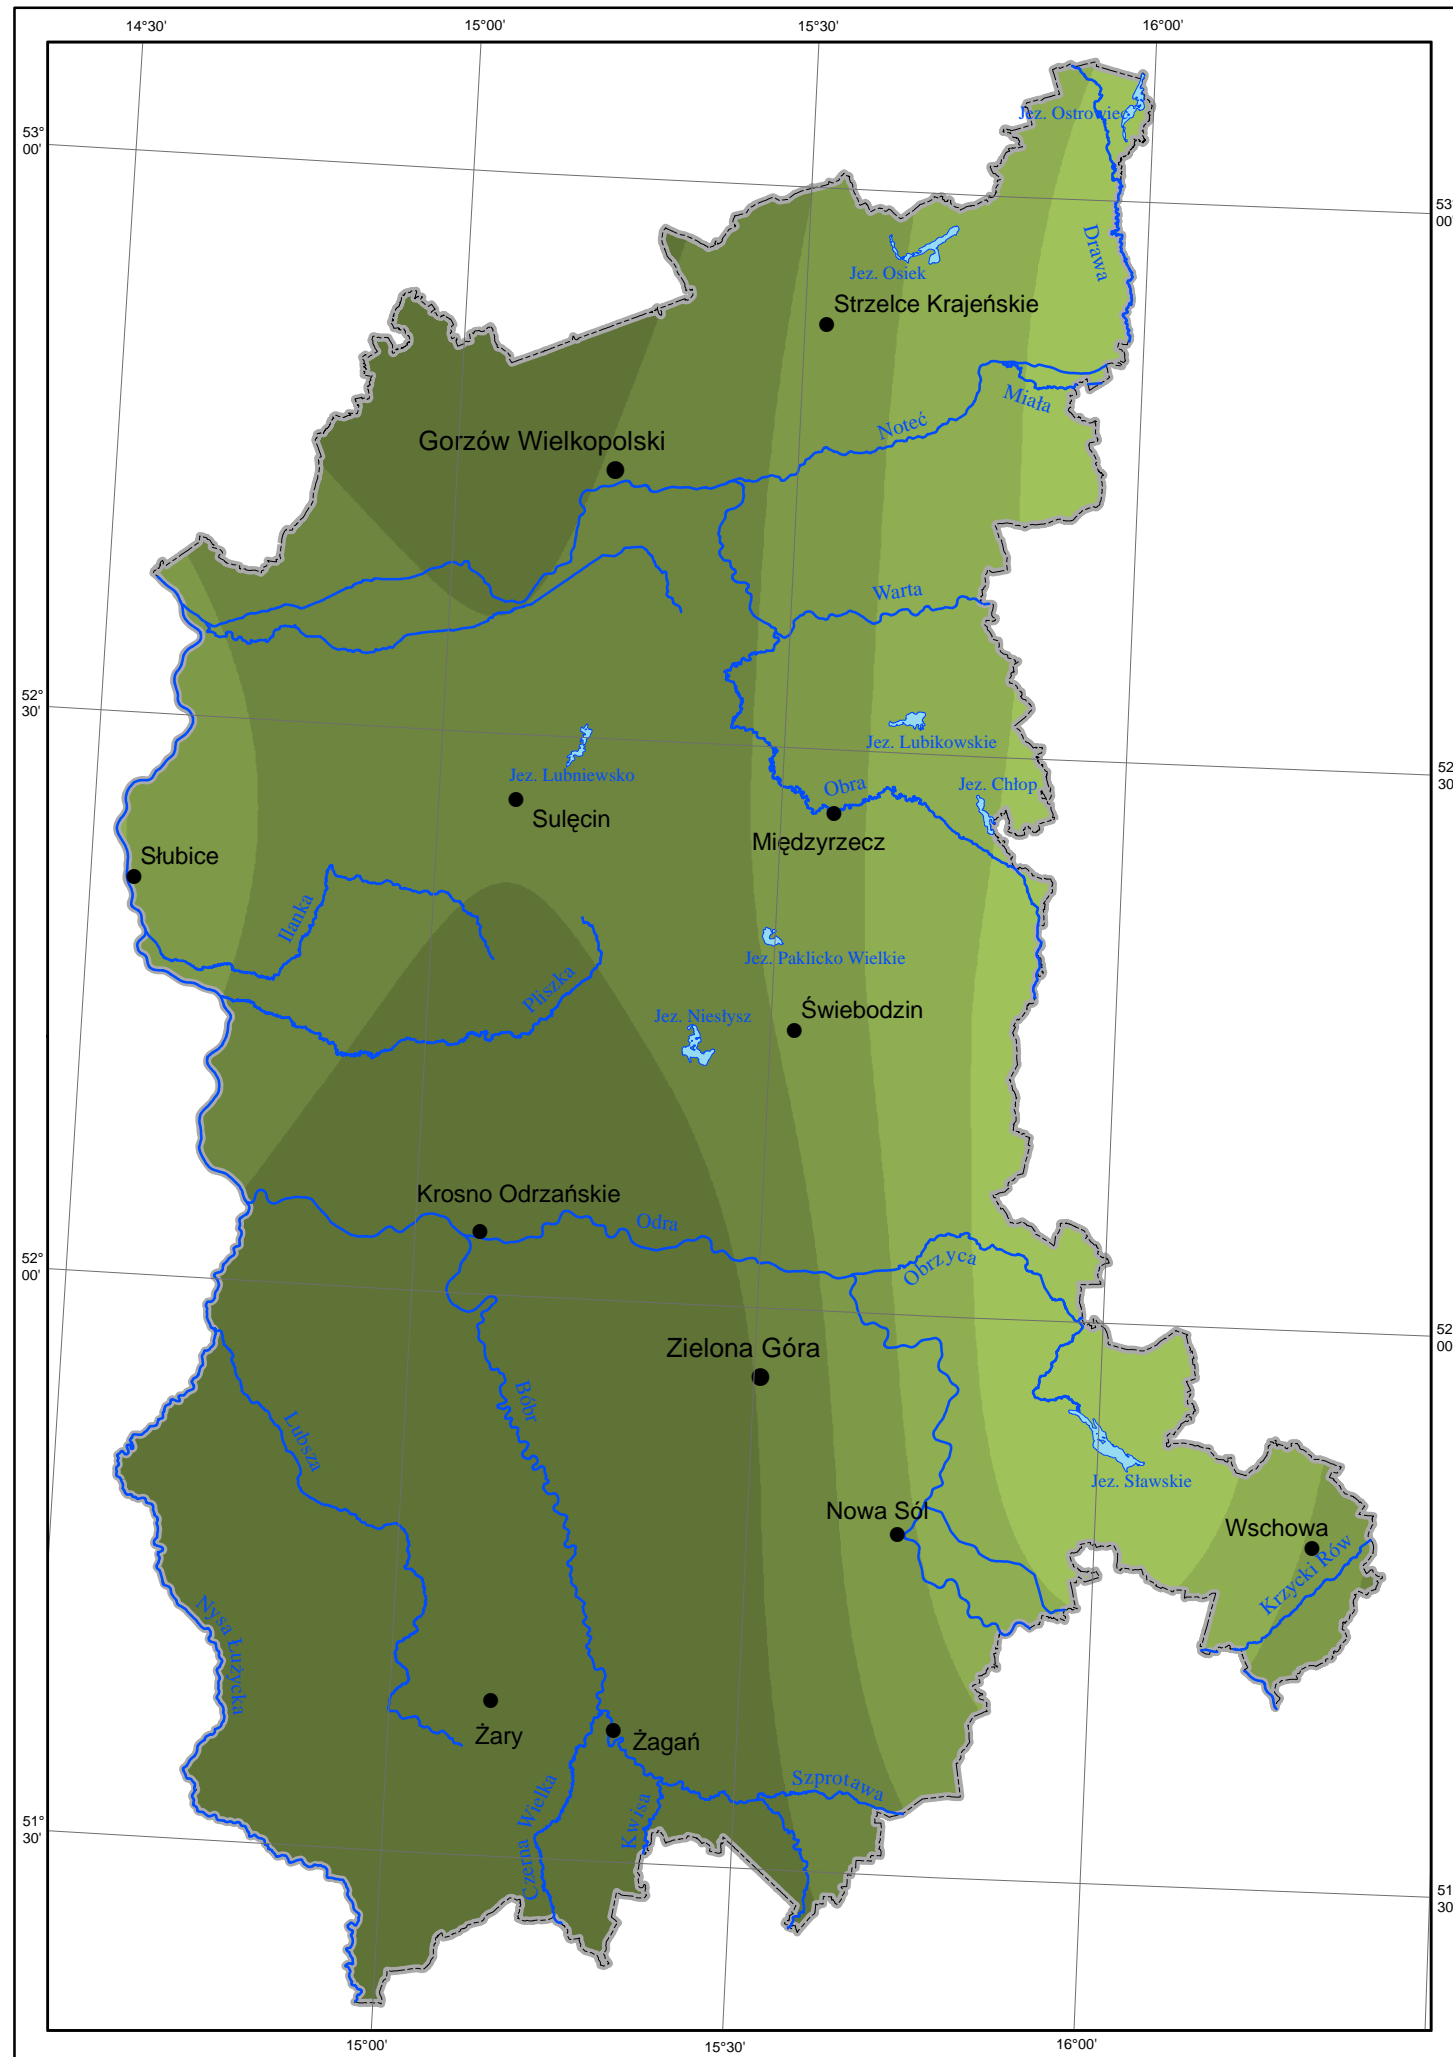 14°30'
15°00'
15°30'
16°00'
Jez. Ostrowiec
53°
00'
53°
00'
Drawa
Jez. Osiek
Strzelce Krajeńskie
Miała
Noteć
Gorzów Wielkopolski
Warta
52°
30'
Jez. Lubikowskie
52°
30'
Jez. Lubniewsko
Jez. Chłop
Obra
Sulęcin
Międzyrzecz
Słubice
Ilanka
Jez. Paklicko Wielkie
Pliszka
Świebodzin
Jez. Niesłysz
Krosno Odrzańskie
Odra
Obrzyca
52°
00'
52°
00'
Zielona Góra
Bóbr
Lubsza
Jez. Sławskie
Nowa Sól
Wschowa
Krzycki Rów
Nysa Łużycka
Żary
Żagań
Szprotawa
Czerna Wielka
Kwisa
51°
30'
51°
30'
15°00'
15°30'
16°00'